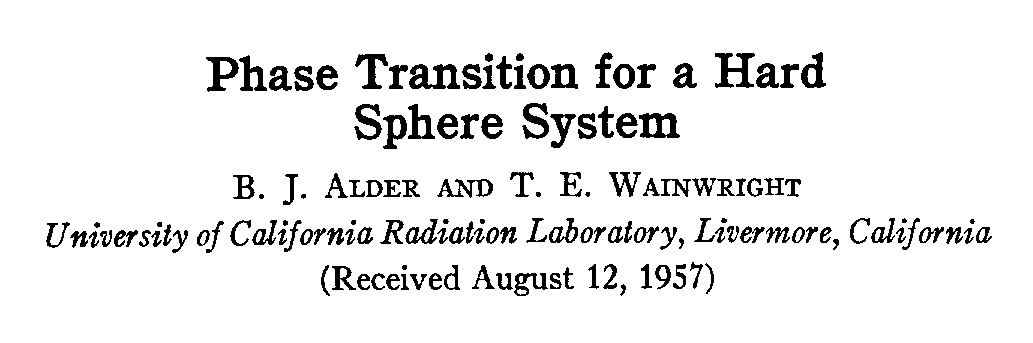 Phase Transition for a Hard
Sphere System
B. J. ALDER AND T. E. WAINWRIGHT
University of California Radiation Laboratory, Livermore, California
(Received August 12, 1957)